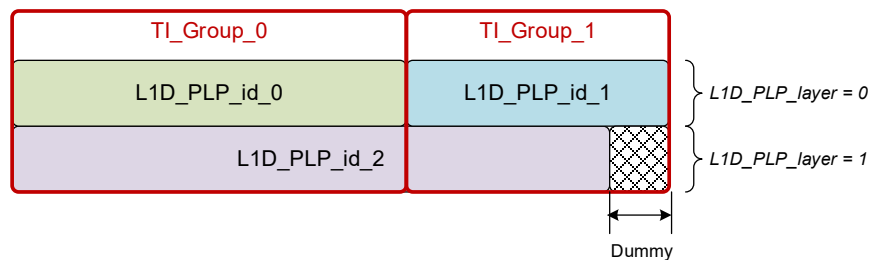 TI_Group_0
TI_Group_1
L1D_PLP_id_0
L1D_PLP_id_1
L1D_PLP_layer = 0
L1D_PLP_id_2
L1D_PLP_layer = 1
Dummy